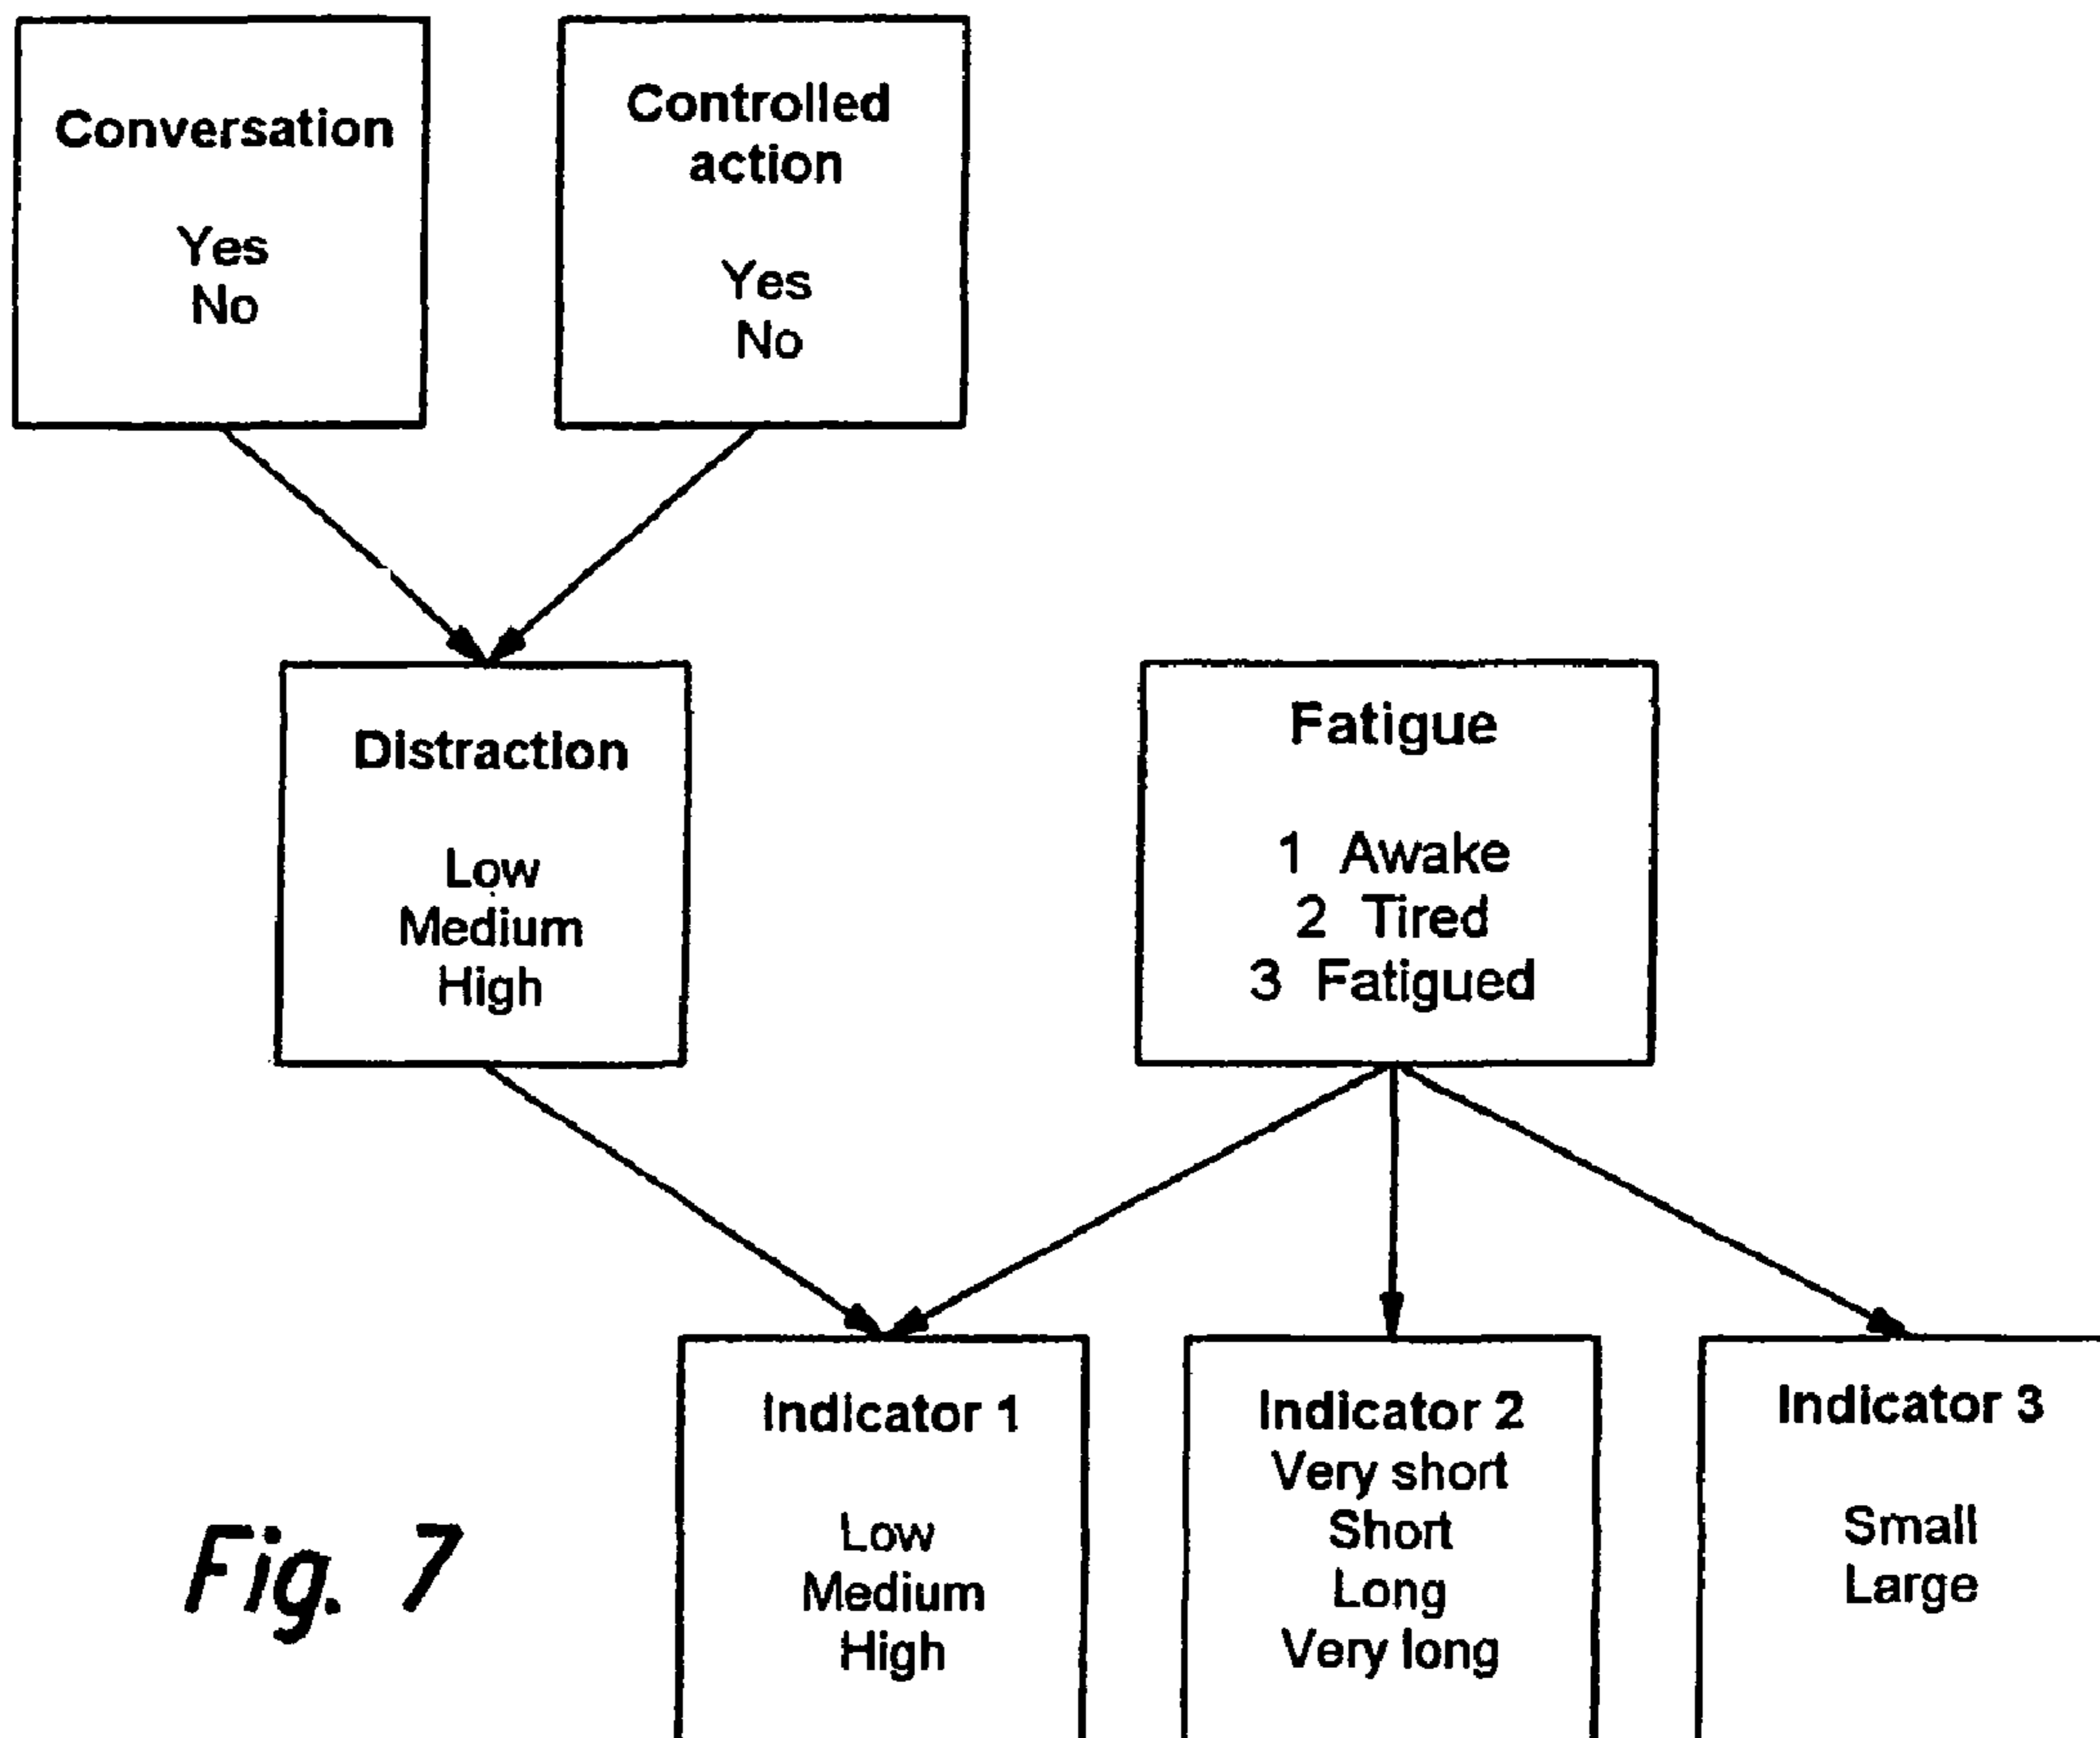 Conversation
Yes
No
Controlled
action
Yes
No
Distraction
Low
Medium
High
Fatigue
1 Awake
2 Tired
3 Fatigued
Indicator 1
Low
Medium
High
Indicator 2
Very short
Short
Long
Very long
Indicator 3
Small
Large
Fig. 7